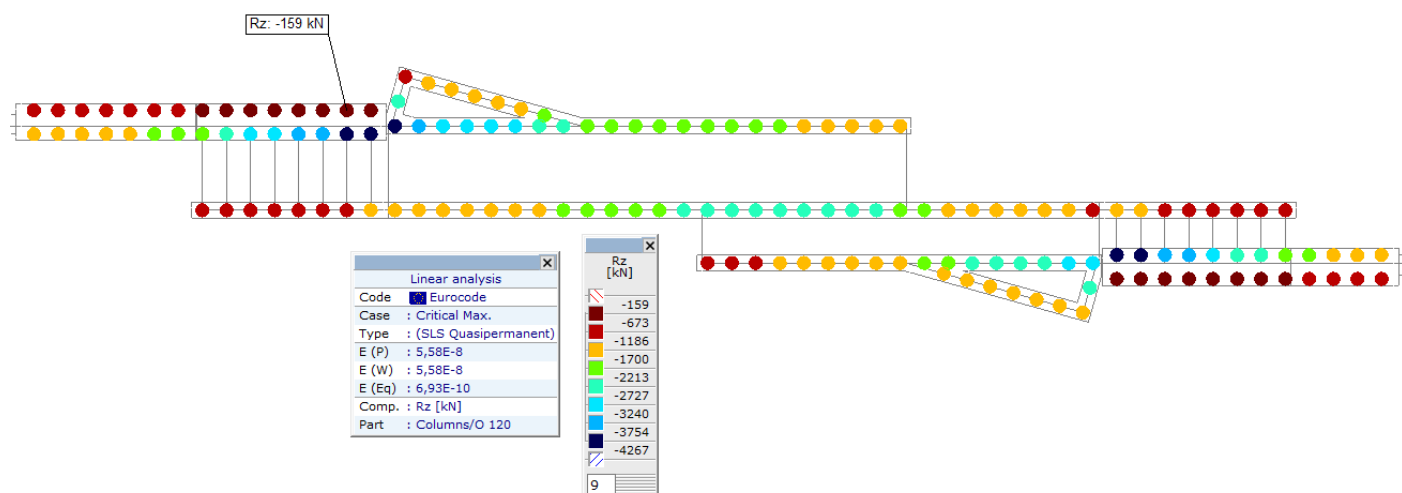 Rz: -159 kN
Linear analysis
Code Eurocode
Case : Critical Max.
Type : (SLS Quasipermanent)
E (P) : 5,58E-8
E (W) : 5,58E-8
E (Eq) : 6,93E-10
Comp. : Rz [kN]
Part : Columns/O 120
Rz
[kN]
-159
-673
-1186
-1700
-2213
-2727
-3240
-3754
-4267
9